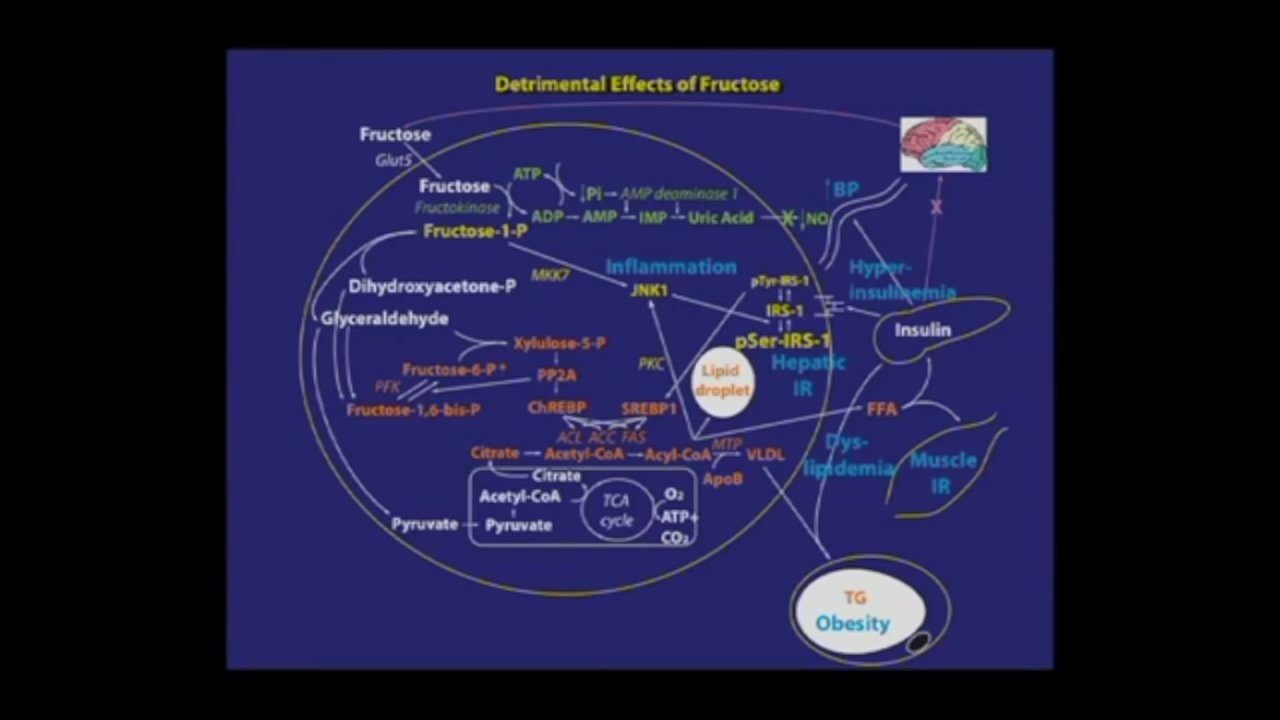 Detrimental Effects of Fructose
Fructose
Glut5
Fructose
Fructokinase
Fructose-1-P
ATP
↓Pi
AMP deaminase 1
ADP
AMP
IMP
Uric Acid
X
↓NO
↑BP
X
Dihydroxyacetone-P
MKK7
Inflammation
JNK1
pTyr-IRS-1
IRS-1
pSer-IRS-1
Hepatic
IR
Hyper-
insulinemia
Insulin
Glyceraldehyde
Xylulose-5-P
Fructose-6-P*
PFK
PP2A
Fructose-1,6-bis-P
ChREBP
SREBP1
PKC
Lipid
droplet
FFA
ACL ACC FAS
Citrate
Acetyl-CoA
Acyl-CoA
MTP
VLDL
ApoB
Dys-
lipidemia
Muscle
IR
Citrate
Acetyl-CoA
TCA
cycle
O₂
ATP+
CO₂
Pyruvate
Pyruvate
TG
Obesity